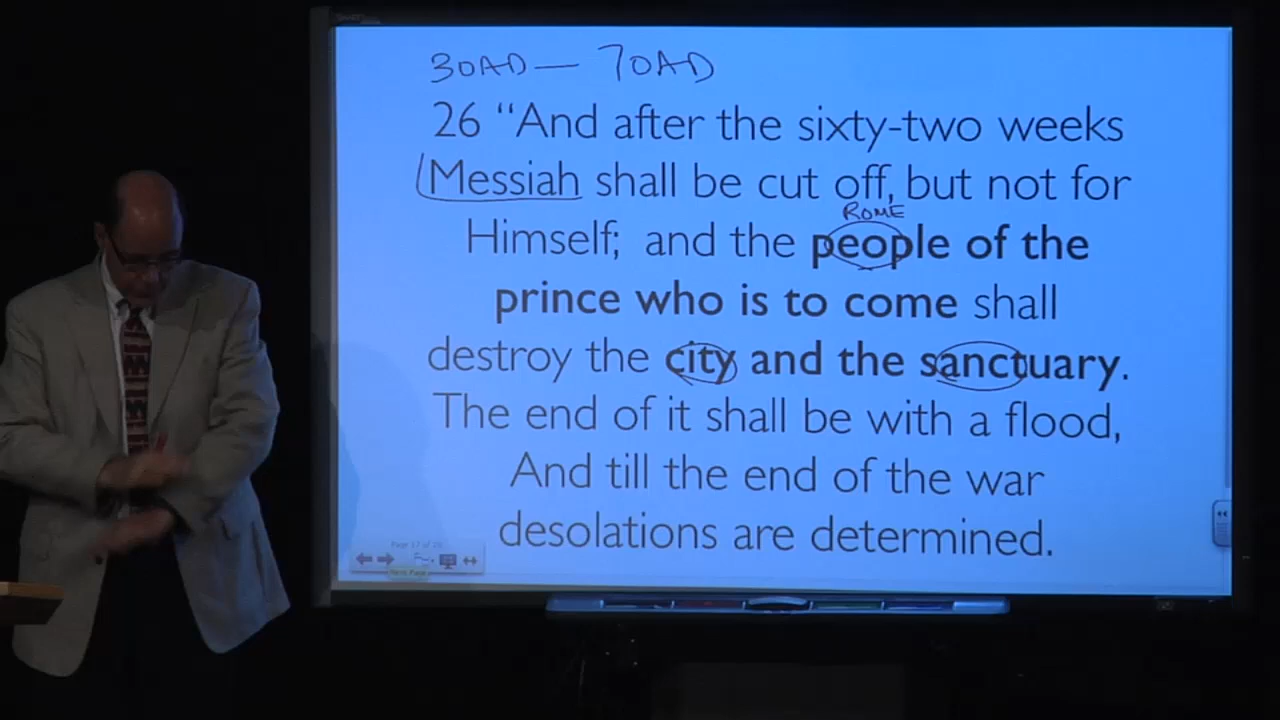 30AD — 70AD
26 “And after the sixty-two weeks
Messiah shall be cut off, but not for
ROME
Himself; and the people of the
prince who is to come shall
destroy the city and the sanctuary.
The end of it shall be with a flood,
And till the end of the war
desolations are determined.
Next Page